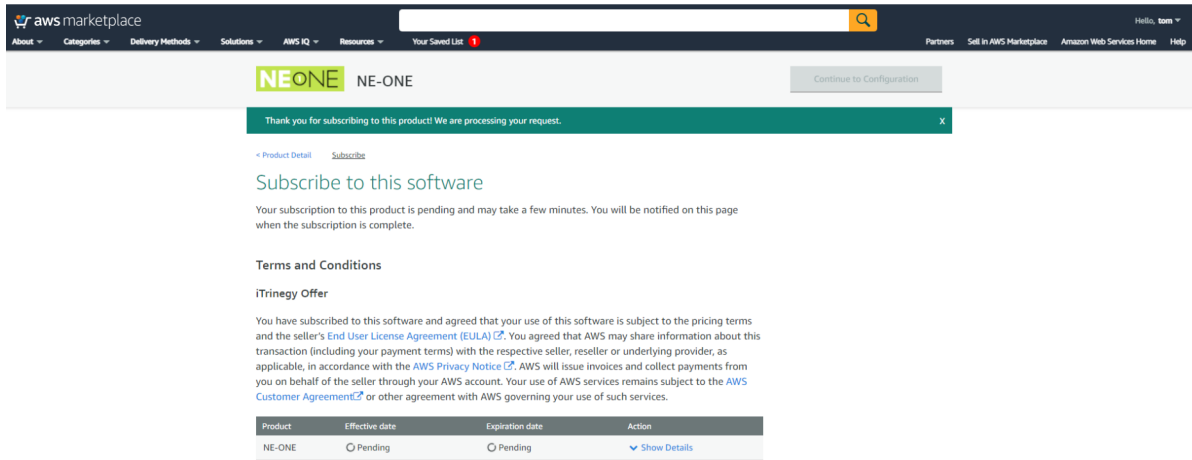 aws marketplace
Hello, tom
About Categories Delivery Methods Solutions AWS IQ Resources Your Saved List 1 Partners Sell in AWS Marketplace Amazon Web Services Home Help
NEONE NE-ONE Continue to Configuration
Thank you for subscribing to this product! We are processing your request. x
< Product Detail Subscribe
Subscribe to this software
Your subscription to this product is pending and may take a few minutes. You will be notified on this page
when the subscription is complete.
Terms and Conditions
iTrinegy Offer
You have subscribed to this software and agreed that your use of this software is subject to the pricing terms
and the seller's End User License Agreement (EULA). You agreed that AWS may share information about this
transaction (including your payment terms) with the respective seller, reseller or underlying provider, as
applicable, in accordance with the AWS Privacy Notice. AWS will issue invoices and collect payments from
you on behalf of the seller through your AWS account. Your use of AWS services remains subject to the AWS
Customer Agreement or other agreement with AWS governing your use of such services.
Product Effective date Expiration date Action
NE-ONE Pending Pending Show Details